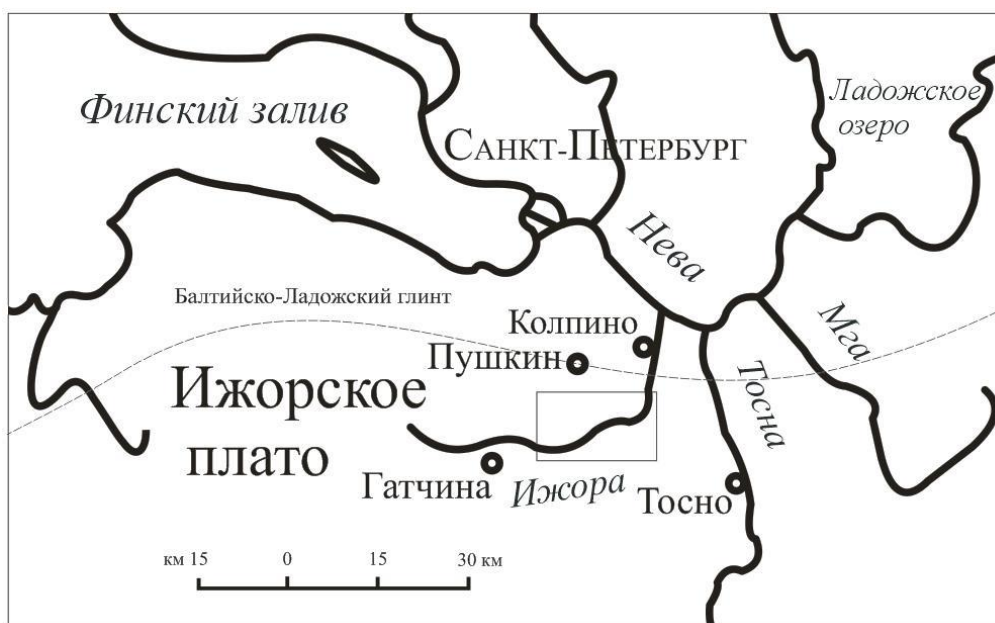 Финский залив
Ладожское
озеро
САНКТ-ПЕТЕРБУРГ
Нева
Балтийско-Ладожский глинт
Колпино
Пушкин
Мга
Тосна
Ижорское
плато
Гатчина
Ижора
Тосно
км 15 0 15 30 км